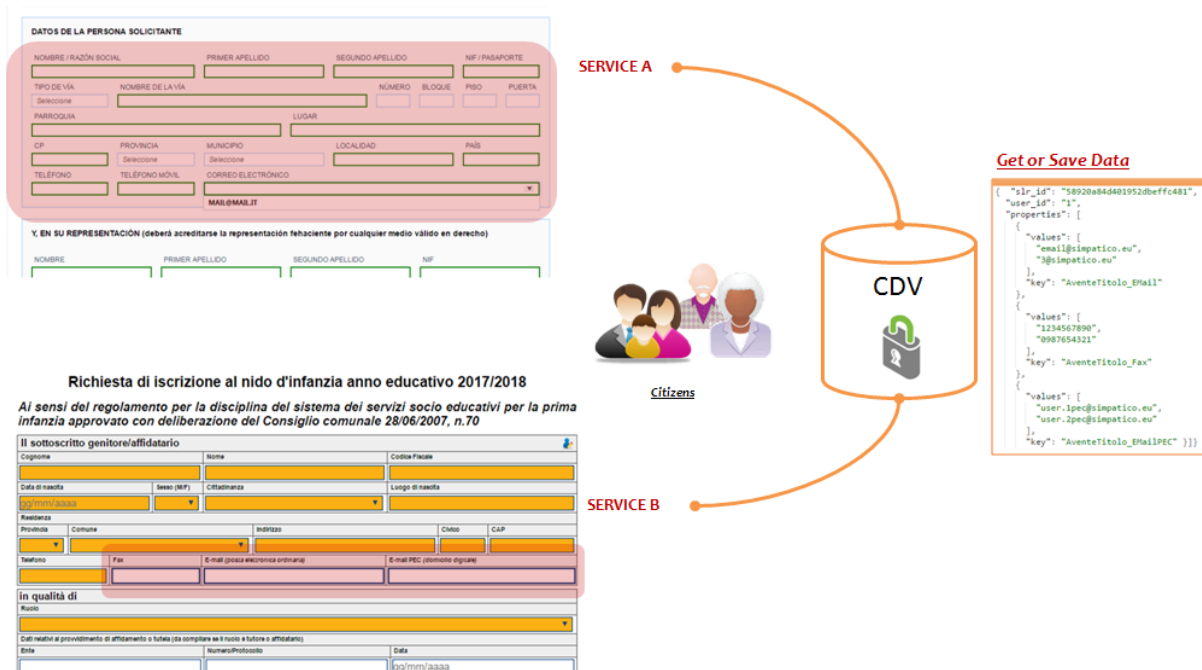 DATOS DE LA PERSONA SOLICITANTE
NOMBRE / RAZÓN SOCIAL PRIMER APELLIDO SEGUNDO APELLIDO NIF / PASAPORTE
TIPO DE VÍA NOMBRE DE LA VÍA NÚMERO BLOQUE PISO PUERTA
Seleccione
PARROQUIA LUGAR
CP PROVINCIA MUNICIPIO LOCALIDAD PAÍS
Seleccione Seleccione
TELÉFONO TELÉFONO MÓVIL CORREO ELECTRÓNICO
MAIL@MAIL.IT
Y, EN SU REPRESENTACIÓN (deberá acreditarse la representación fehaciente por cualquier medio válido en derecho)
NOMBRE PRIMER APELLIDO SEGUNDO APELLIDO NIF
SERVICE A
Richiesta di iscrizione al nido d'infanzia anno educativo 2017/2018
Ai sensi del regolamento per la disciplina del sistema dei servizi socio educativi per la prima
infanzia approvato con deliberazione del Consiglio comunale 28/06/2007, n.70
Il sottoscritto genitore/affidatario
Cognome Nome Codice Fiscale
Data di nascita Sesso (M/F) Cittadinanza Luogo di nascita
gg/mm/aaaa
Residenza
Provincia Comune Indirizzo Civico CAP
Telefono Fax E-mail (posta elettronica ordinaria) E-mail PEC (domicilio digitale)
in qualità di
Ruolo
Dati relativi al provvedimento di affidamento o tutela (da compilare se il ruolo è tutore o affidatario)
Ente Numero/Protocollo Data
gg/mm/aaaa
SERVICE B
Citizens
CDV
Get or Save Data
{ "slr_id": "58920a84d401952dbeffc481",
"user_id": "1",
"properties": [
{
"values": [
"email@simpatico.eu",
"3@simpatico.eu"
],
"key": "AventeTitolo_EMail"
},
{
"values": [
"1234567890",
"0987654321"
],
"key": "AventeTitolo_Fax"
},
{
"values": [
"user.1pec@simpatico.eu",
"user.2pec@simpatico.eu"
],
"key": "AventeTitolo_EMailPEC" }]}